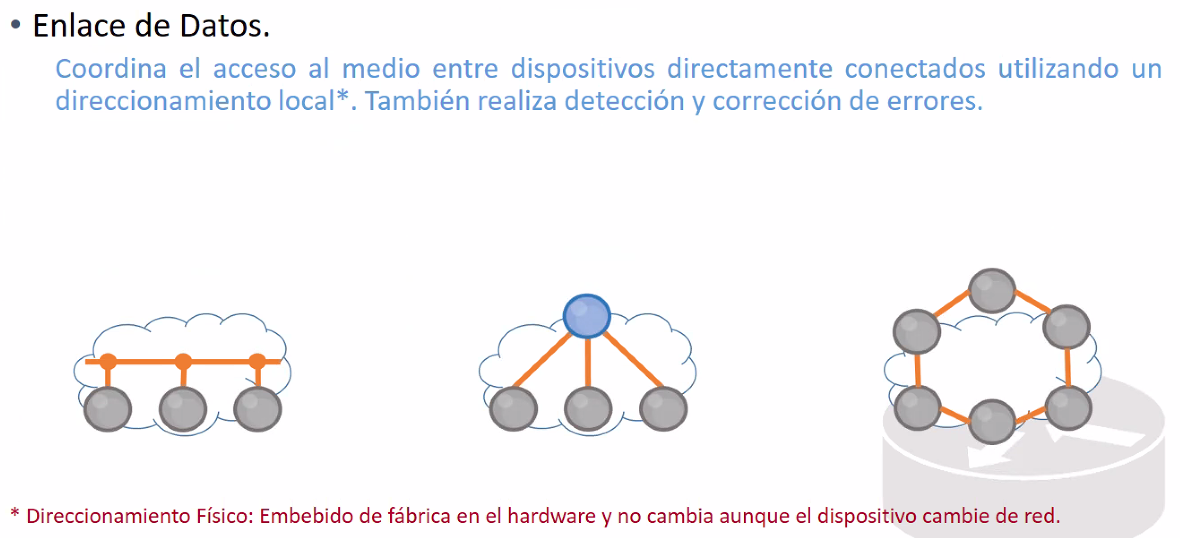 • Enlace de Datos.
Coordina el acceso al medio entre dispositivos directamente conectados utilizando un
direccionamiento local*. También realiza detección y corrección de errores.
* Direccionamiento Físico: Embebido de fábrica en el hardware y no cambia aunque el dispositivo cambie de red.